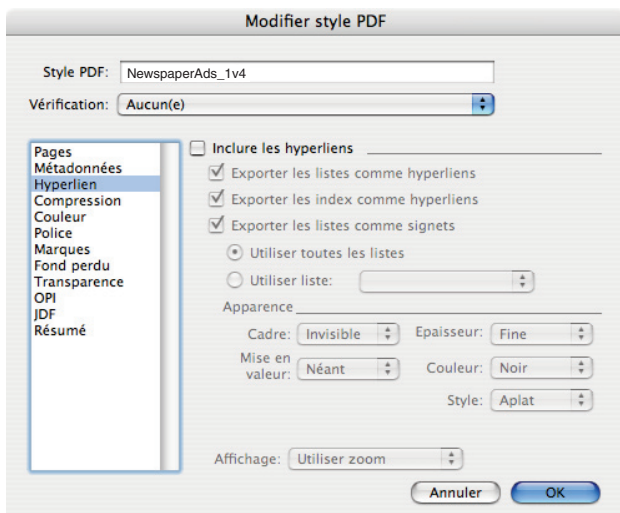 Modifier style PDF
Style PDF: NewspaperAds_1v4
Vérification: Aucun(e)
Pages
Métadonnées
Hyperlien
Compression
Couleur
Police
Marques
Fond perdu
Transparence
OPI
JDF
Résumé
Inclure les hyperliens
Exporter les listes comme hyperliens
Exporter les index comme hyperliens
Exporter les listes comme signets
Utiliser toutes les listes
Utiliser liste:
Apparence
Cadre: Invisible Epaisseur: Fine
Mise en
valeur: Néant Couleur: Noir
Style: Aplat
Affichage: Utiliser zoom
Annuler OK